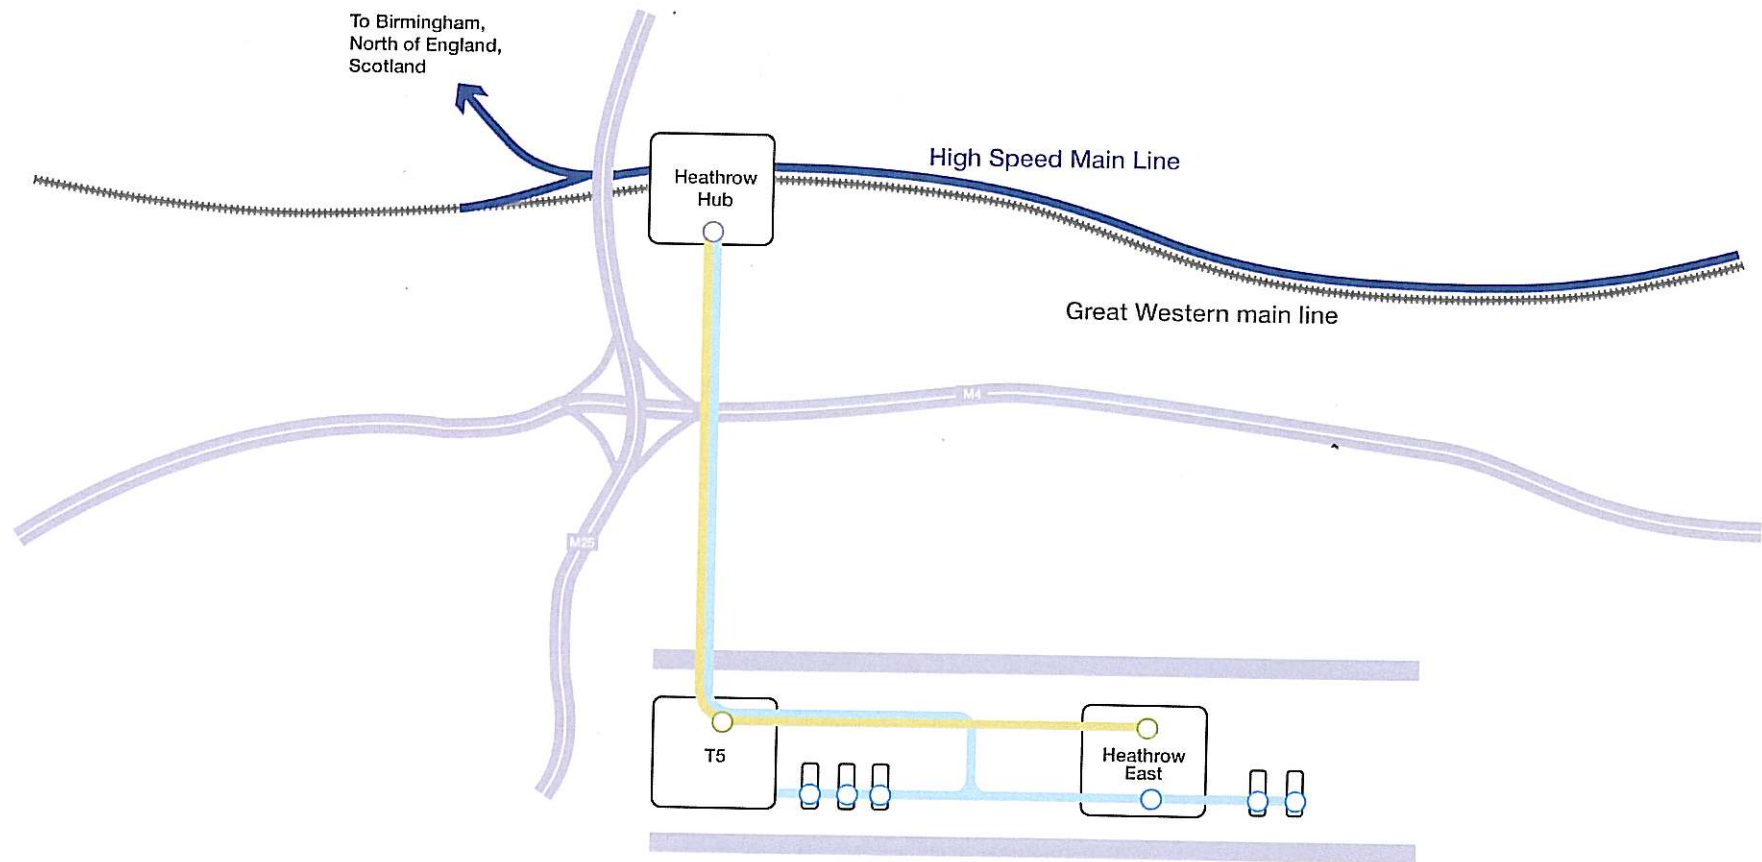 To Birmingham,
North of England,
Scotland
Heathrow
Hub
High Speed Main Line
Great Western main line
M4
M25
T5
Heathrow
East